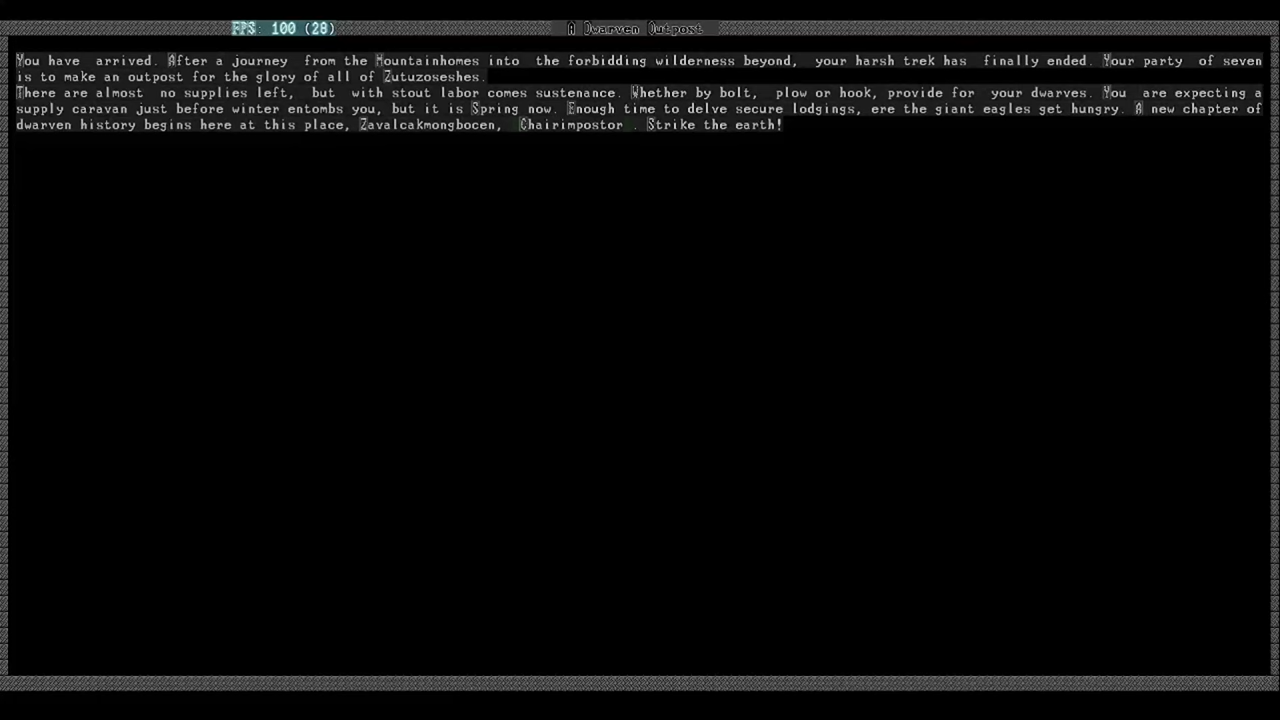 FPS: 100 (28)
A Dwarven Outpost
You have arrived. After a journey from the Mountainhomes into the forbidding wilderness beyond, your harsh trek has finally ended. Your party of seven
is to make an outpost for the glory of all of Zutuzoseshes.
There are almost no supplies left, but with stout labor comes sustenance. Whether by bolt, plow or hook, provide for your dwarves. You are expecting a
supply caravan just before winter entombs you, but it is Spring now. Enough time to delve secure lodgings, ere the giant eagles get hungry. A new chapter of
dwarven history begins here at this place, Zavalcakmongbocen, Chairimpostor . Strike the earth!